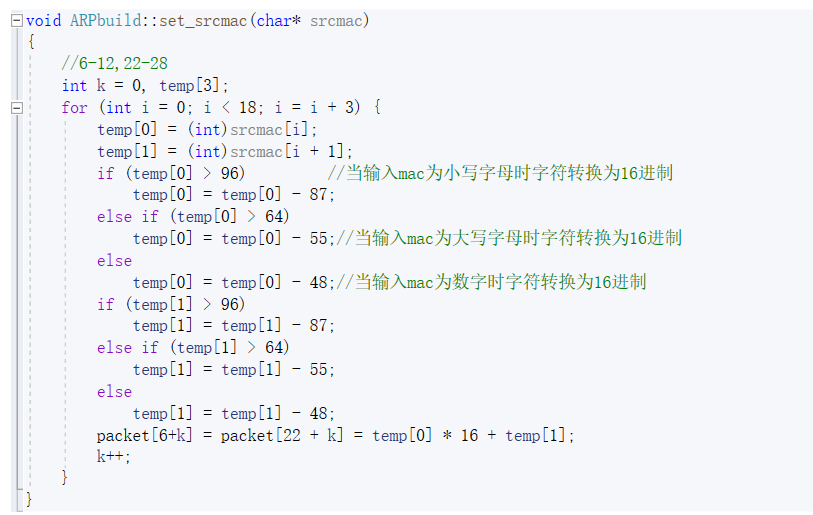 void ARPbuild::set_srcmac(char* srcmac)
{
    //6-12,22-28
    int k = 0, temp[3];
    for (int i = 0; i < 18; i = i + 3) {
        temp[0] = (int)srcmac[i];
        temp[1] = (int)srcmac[i + 1];
        if (temp[0] > 96)         //当输入mac为小写字母时字符转换为16进制
            temp[0] = temp[0] - 87;
        else if (temp[0] > 64)
            temp[0] = temp[0] - 55;//当输入mac为大写字母时字符转换为16进制
        else
            temp[0] = temp[0] - 48;//当输入mac为数字时字符转换为16进制
        if (temp[1] > 96)
            temp[1] = temp[1] - 87;
        else if (temp[1] > 64)
            temp[1] = temp[1] - 55;
        else
            temp[1] = temp[1] - 48;
        packet[6+k] = packet[22 + k] = temp[0] * 16 + temp[1];
        k++;
    }
}